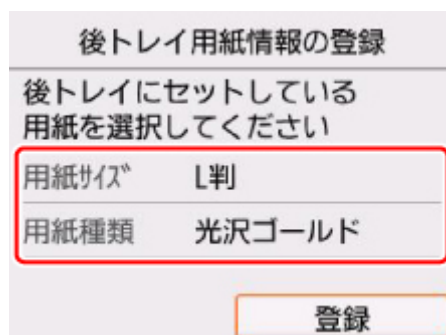 後トレイ用紙情報の登録
後トレイにセットしている
用紙を選択してください
用紙サイズ L判
用紙種類 光沢ゴールド
登録